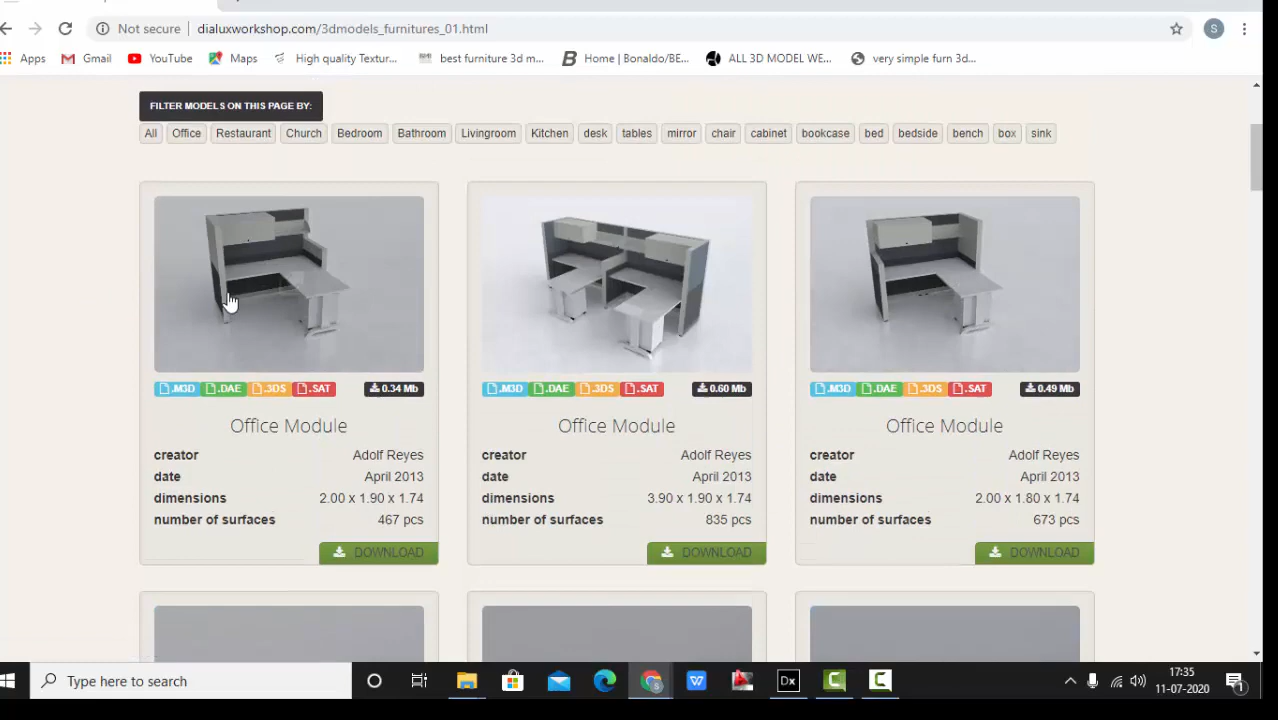 Not secure dialuxworkshop.com/3dmodels_furnitures_01.html S
Apps Gmail YouTube Maps High quality Textur... best furniture 3d m... Home | Bonaldo/BE... ALL 3D MODEL WE... very simple furn 3d...
FILTER MODELS ON THIS PAGE BY:
All Office Restaurant Church Bedroom Bathroom Livingroom Kitchen desk tables mirror chair cabinet bookcase bed bedside bench box sink
.M3D .DAE .3DS .SAT 0.34 Mb
Office Module
creator Adolf Reyes
date April 2013
dimensions 2.00 x 1.90 x 1.74
number of surfaces 467 pcs
DOWNLOAD
.M3D .DAE .3DS .SAT 0.60 Mb
Office Module
creator Adolf Reyes
date April 2013
dimensions 3.90 x 1.90 x 1.74
number of surfaces 835 pcs
DOWNLOAD
.M3D .DAE .3DS .SAT 0.49 Mb
Office Module
creator Adolf Reyes
date April 2013
dimensions 2.00 x 1.80 x 1.74
number of surfaces 673 pcs
DOWNLOAD
Type here to search
Dx
17:35
11-07-2020